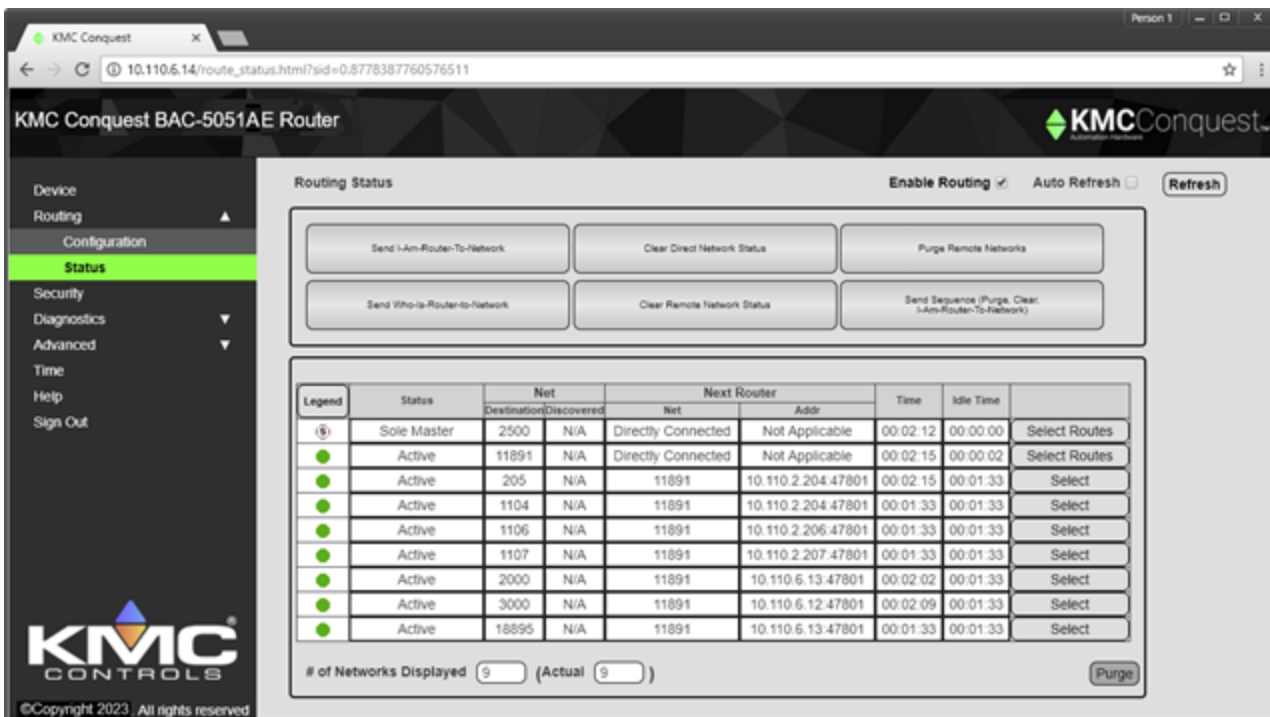 Person 1
KMC Conquest
10.110.6.14/route_status.html?sid=0.8778387760576511
KMC Conquest BAC-5051AE Router
KMCConquest
Automation Hardware
Device
Routing
Configuration
Status
Security
Diagnostics
Advanced
Time
Help
Sign Out
Routing Status Enable Routing Auto Refresh Refresh
Send I-Am-Router-To-Network Clear Direct Network Status Purge Remote Networks
Send Who-Is-Router-to-Network Clear Remote Network Status Send Sequence (Purge, Clear,
I-Am-Router-To-Network)
Legend Status Net Next Router Time Idle Time
Destination Discovered Net Addr
S Sole Master 2500 N/A Directly Connected Not Applicable 00:02:12 00:00:00 Select Routes
Active 11891 N/A Directly Connected Not Applicable 00:02:15 00:00:02 Select Routes
Active 205 N/A 11891 10.110.2.204:47801 00:02:15 00:01:33 Select
Active 1104 N/A 11891 10.110.2.204:47801 00:01:33 00:01:33 Select
Active 1106 N/A 11891 10.110.2.206:47801 00:01:33 00:01:33 Select
Active 1107 N/A 11891 10.110.2.207:47801 00:01:33 00:01:33 Select
Active 2000 N/A 11891 10.110.6.13:47801 00:02:02 00:01:33 Select
Active 3000 N/A 11891 10.110.6.12:47801 00:02:09 00:01:33 Select
Active 18895 N/A 11891 10.110.6.13:47801 00:01:33 00:01:33 Select
# of Networks Displayed 9 (Actual 9 )
Purge
KMC®
CONTROLS
©Copyright 2023 All rights reserved